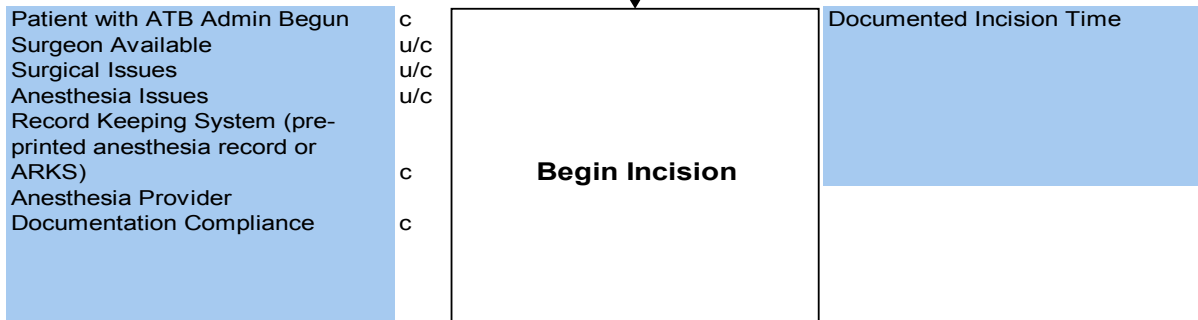 Patient with ATB Admin Begun c
Surgeon Available u/c
Surgical Issues u/c
Anesthesia Issues u/c
Record Keeping System (pre-
printed anesthesia record or
ARKS) c
Anesthesia Provider
Documentation Compliance c
Begin Incision
Documented Incision Time